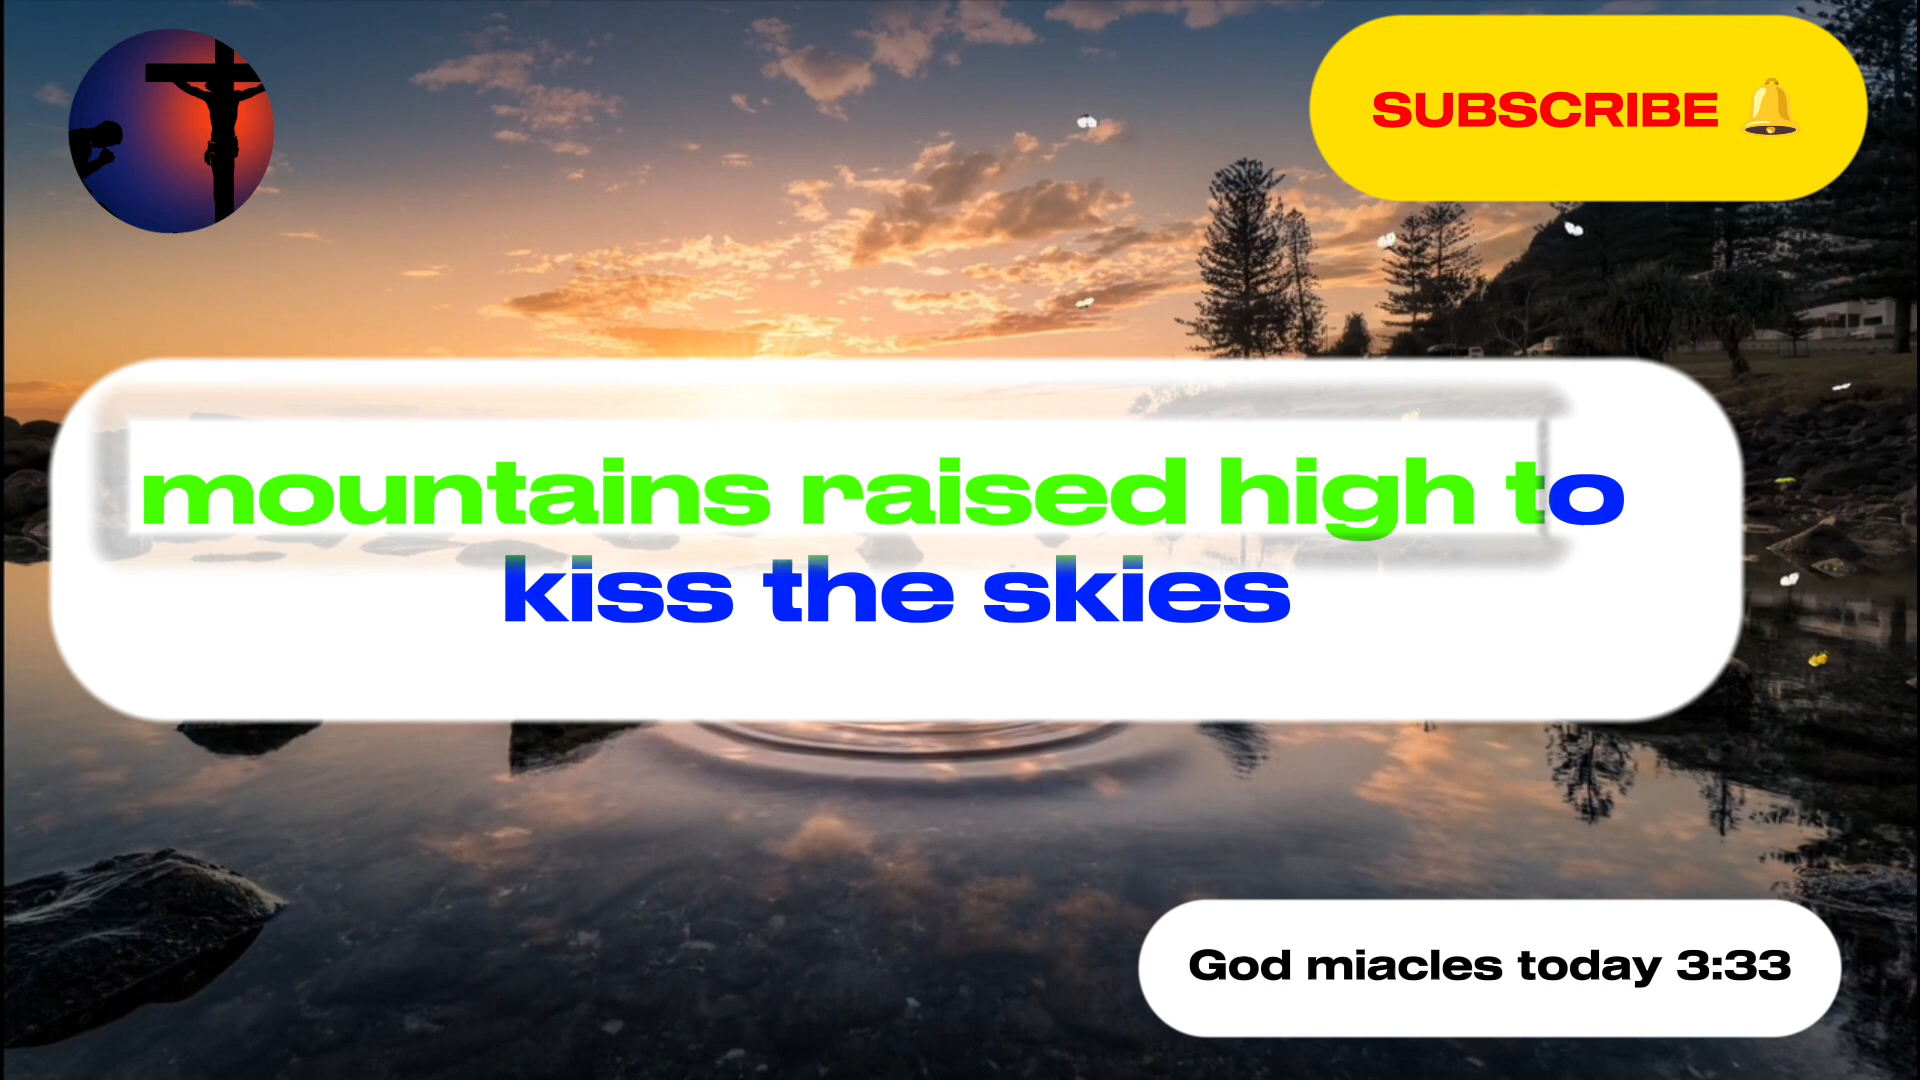 SUBSCRIBE 🔔
mountains raised high to
kiss the skies
God miacles today 3:33